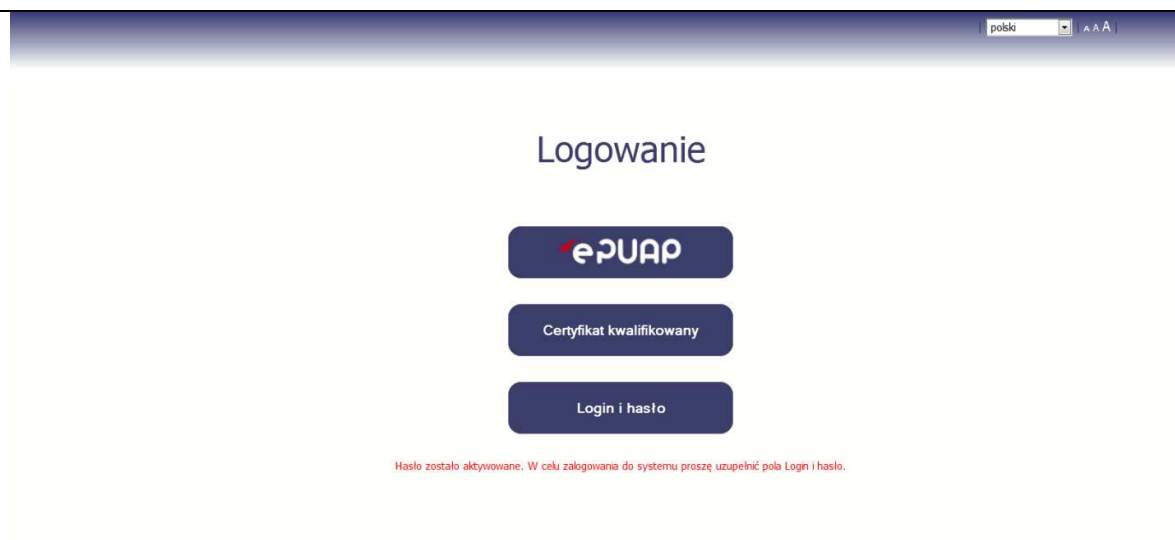 polski
A A A
Logowanie
ePUAP
Certyfikat kwalifikowany
Login i hasło
Hasło zostało aktywowane. W celu zalogowania do systemu proszę uzupełnić pola Login i hasło.